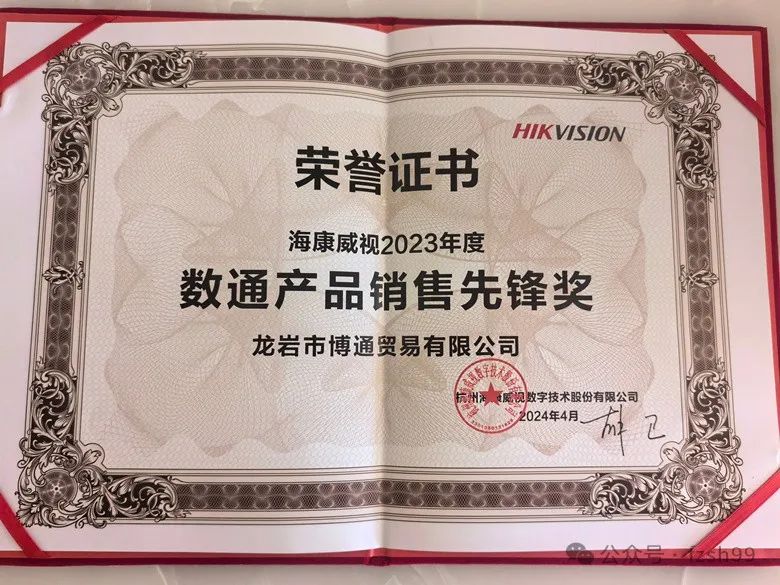 HIKVISION
荣誉证书
海康威视2023年度
数通产品销售先锋奖
龙岩市博通贸易有限公司
杭州海康威视数字技术股份有限公司
2024年4月
公众号·lzsh99